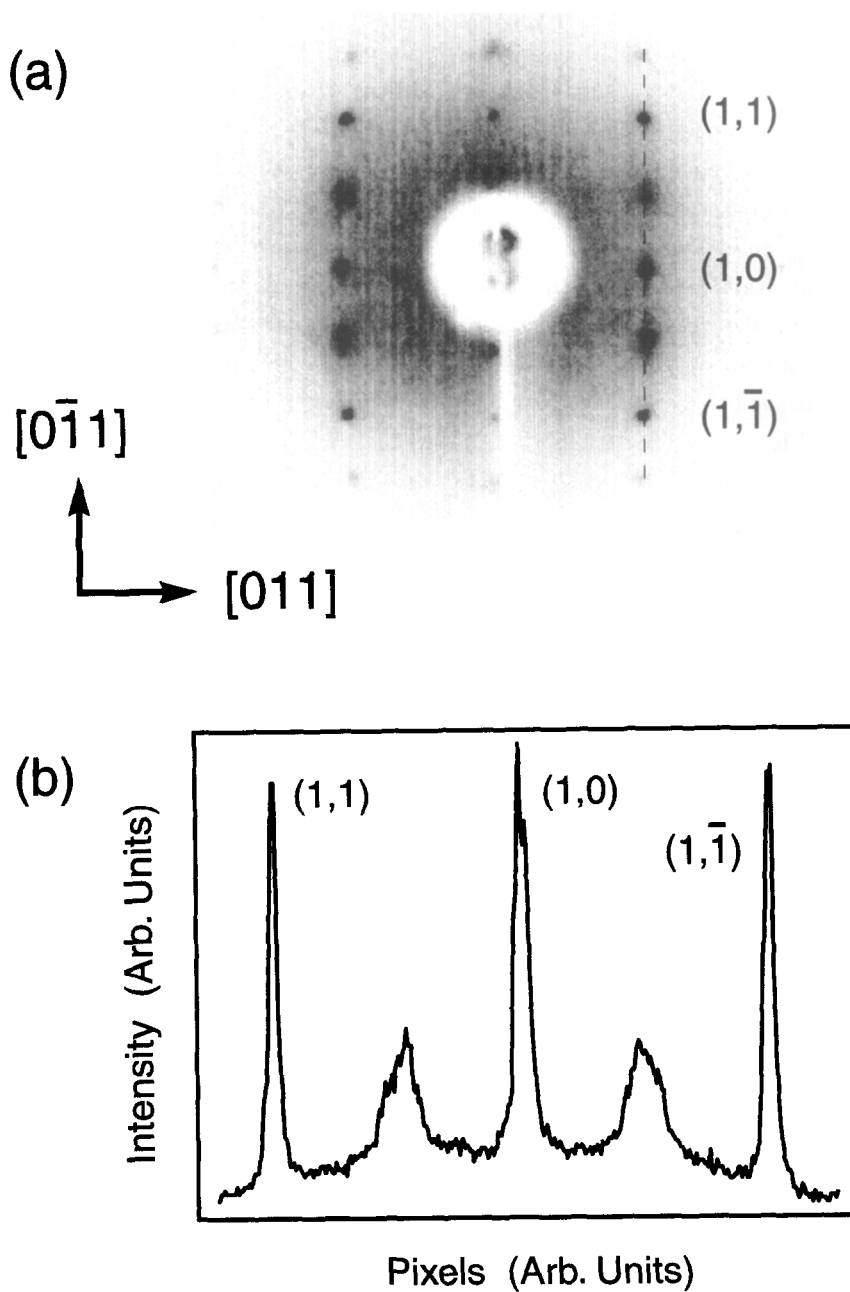 (a)
(1,1)
(1,0)
(1,1̄)
[01̄1]
[011]
(b)
(1,1)
(1,0)
(1,1̄)
Intensity (Arb. Units)
Pixels (Arb. Units)